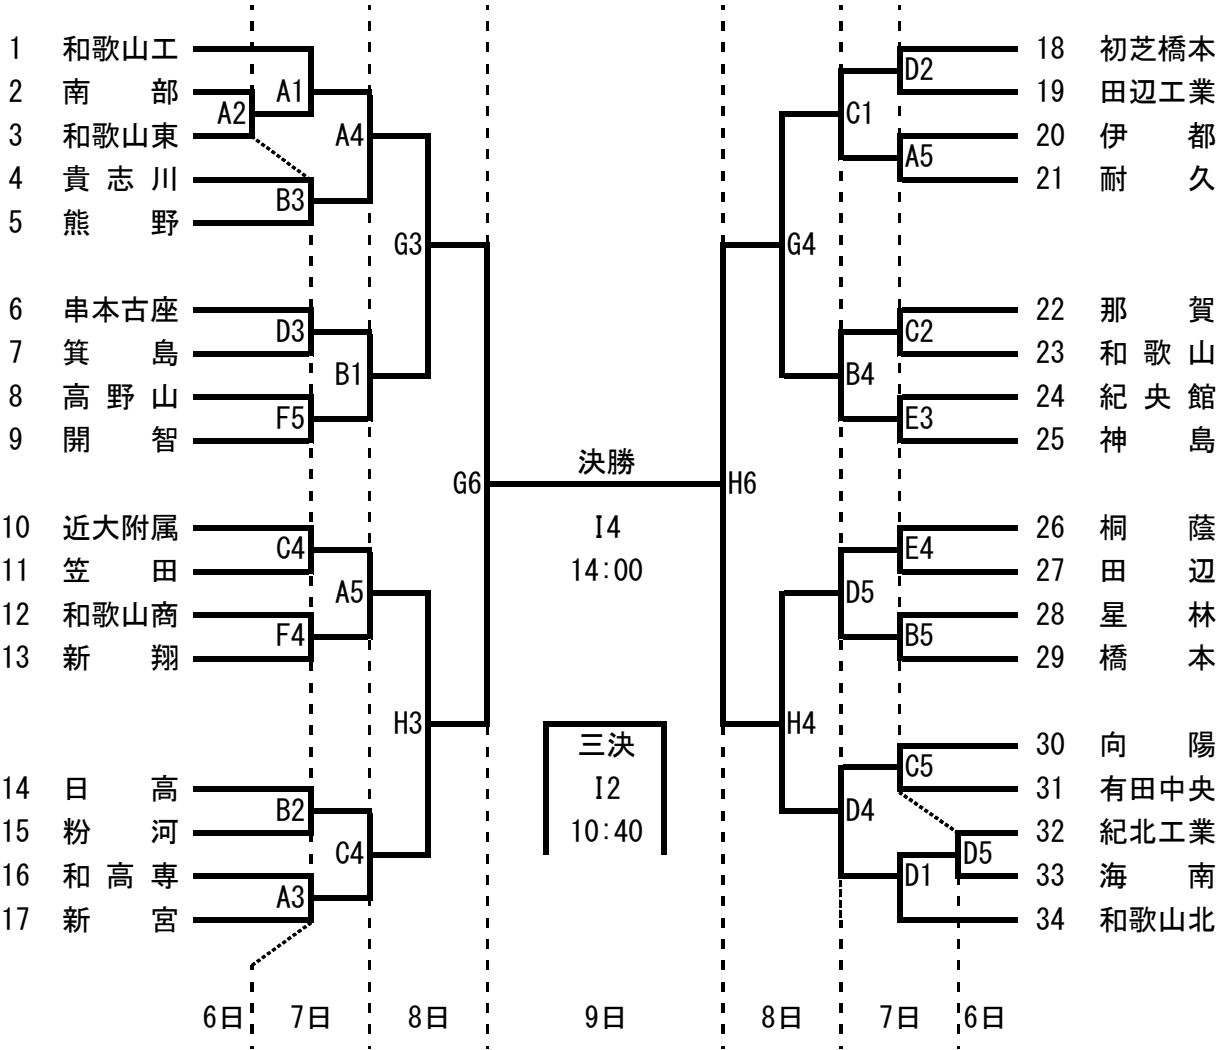 1 和歌山工
2 南部
3 和歌山東
4 貴志川
5 熊野
6 串本古座
7 箕島
8 高野山
9 開智
10 近大附属
11 笠田
12 和歌山商
13 新翔
14 日高
15 粉河
16 和高専
17 新宮
A2
A1
B3
D3
F5
C4
F4
B2
A3
A4
B1
A5
C4
G3
H3
G6
決勝
I4
14:00
三決
I2
10:40
H6
G4
H4
C1
B4
D5
D4
D2
A5
C2
E3
E4
B5
C5
D1
D5
18 初芝橋本
19 田辺工業
20 伊都
21 耐久
22 那賀
23 和歌山
24 紀央館
25 神島
26 桐蔭
27 田辺
28 星林
29 橋本
30 向陽
31 有田中央
32 紀北工業
33 海南
34 和歌山北
6日 7日 8日 9日 8日 7日 6日